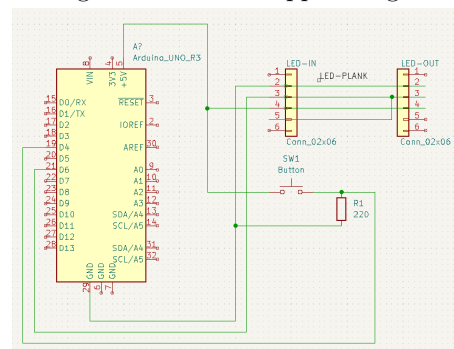 A?
Arduino_UNO_R3
8 4 5
VIN 3V3 +5V
15 D0/RX RESET 3
16 D1/TX
17 D2 IOREF 2
18 D3
19 D4 AREF 30
20 D5
21 D6 A0 9
22 D7 A1 10
23 D8 A2 11
24 D9 A3 12
25 D10 SDA/A4 13
26 D11 SCL/A5 14
27 D12
28 D13 SDA/A4 31
SCL/A5 32
GND GND GND
29 6 7
LED-IN
1
2
3
4
5
6
Conn_02x06
LED-PLANK
LED-OUT
1
2
3
4
5
6
Conn_02x06
SW1
Button
R1
220